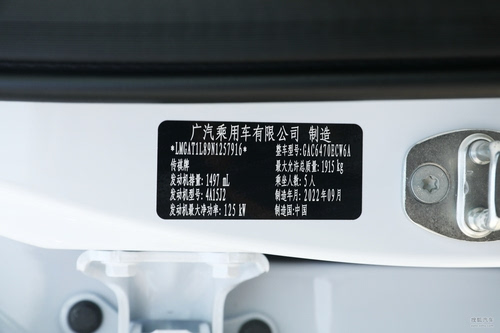 广汽乘用车有限公司 制造
*LMGAT1L89N1257916* 整车型号:GAC6470ECW6A
传祺牌 最大允许总质量:1915 kg
发动机排量:1497 mL 乘坐人数:5人
发动机型号:4A15J2 制造年月:2022年09月
发动机最大净功率:125 kW 制造国:中国